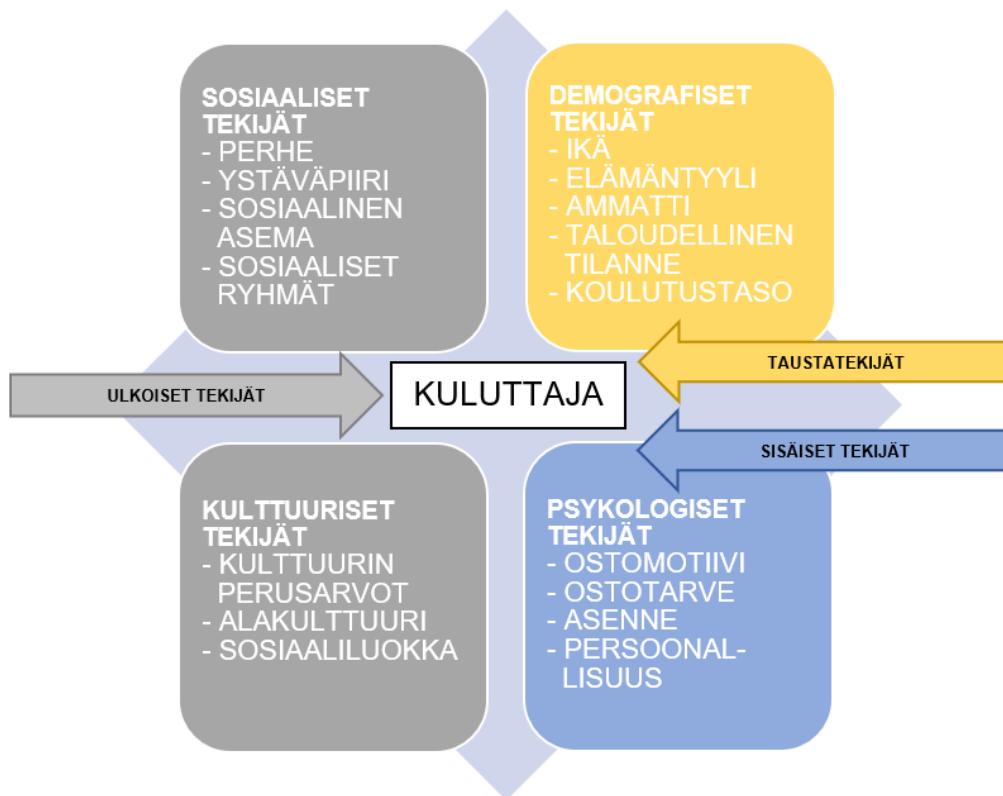 SOSIAALISET
TEKIJÄT
- PERHE
- YSTÄVÄPIIRI
- SOSIAALINEN
ASEMA
- SOSIAALISET
RYHMÄT
DEMOGRAFISET
TEKIJÄT
- IKÄ
- ELÄMÄNTYYLI
- AMMATTI
- TALOUDELLINEN
TILANNE
- KOULUTUSTASO
ULKOISET TEKIJÄT
KULUTTAJA
TAUSTATEKIJÄT
SISÄISET TEKIJÄT
KULTTUURISET
TEKIJÄT
- KULTTUURIN
PERUSARVOT
- ALAKULTTUURI
- SOSIAALILUOKKA
PSYKOLOGISET
TEKIJÄT
- OSTOMOTIIVI
- OSTOTARVE
- ASENNE
- PERSOONAL-
LISUUS